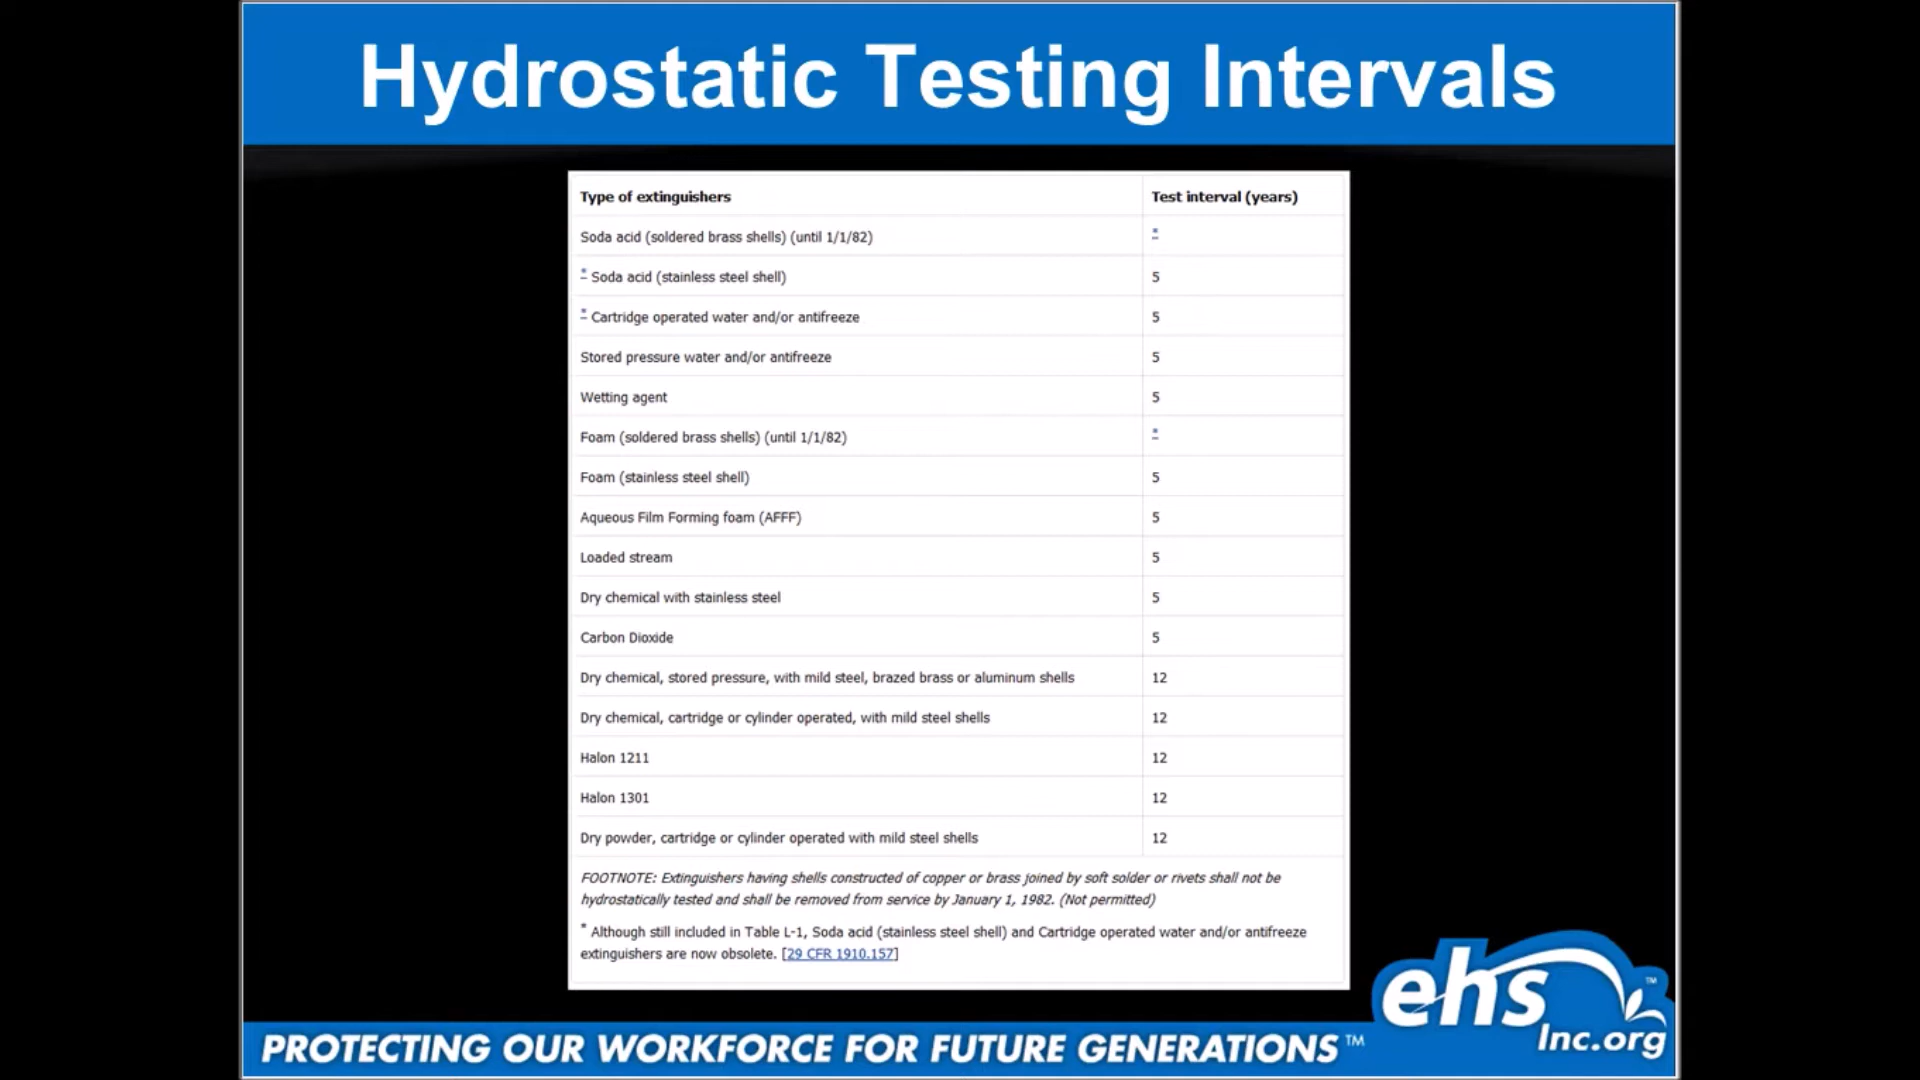 Hydrostatic Testing Intervals
Type of extinguishers Test interval (years)
Soda acid (soldered brass shells) (until 1/1/82) *
* Soda acid (stainless steel shell) 5
* Cartridge operated water and/or antifreeze 5
Stored pressure water and/or antifreeze 5
Wetting agent 5
Foam (soldered brass shells) (until 1/1/82) *
Foam (stainless steel shell) 5
Aqueous Film Forming foam (AFFF) 5
Loaded stream 5
Dry chemical with stainless steel 5
Carbon Dioxide 5
Dry chemical, stored pressure, with mild steel, brazed brass or aluminum shells 12
Dry chemical, cartridge or cylinder operated, with mild steel shells 12
Halon 1211 12
Halon 1301 12
Dry powder, cartridge or cylinder operated with mild steel shells 12
FOOTNOTE: Extinguishers having shells constructed of copper or brass joined by soft solder or rivets shall not be
hydrostatically tested and shall be removed from service by January 1, 1982. (Not permitted)
* Although still included in Table L-1, Soda acid (stainless steel shell) and Cartridge operated water and/or antifreeze
extinguishers are now obsolete. [29 CFR 1910.157]
PROTECTING OUR WORKFORCE FOR FUTURE GENERATIONS™
ehs™
Inc.org